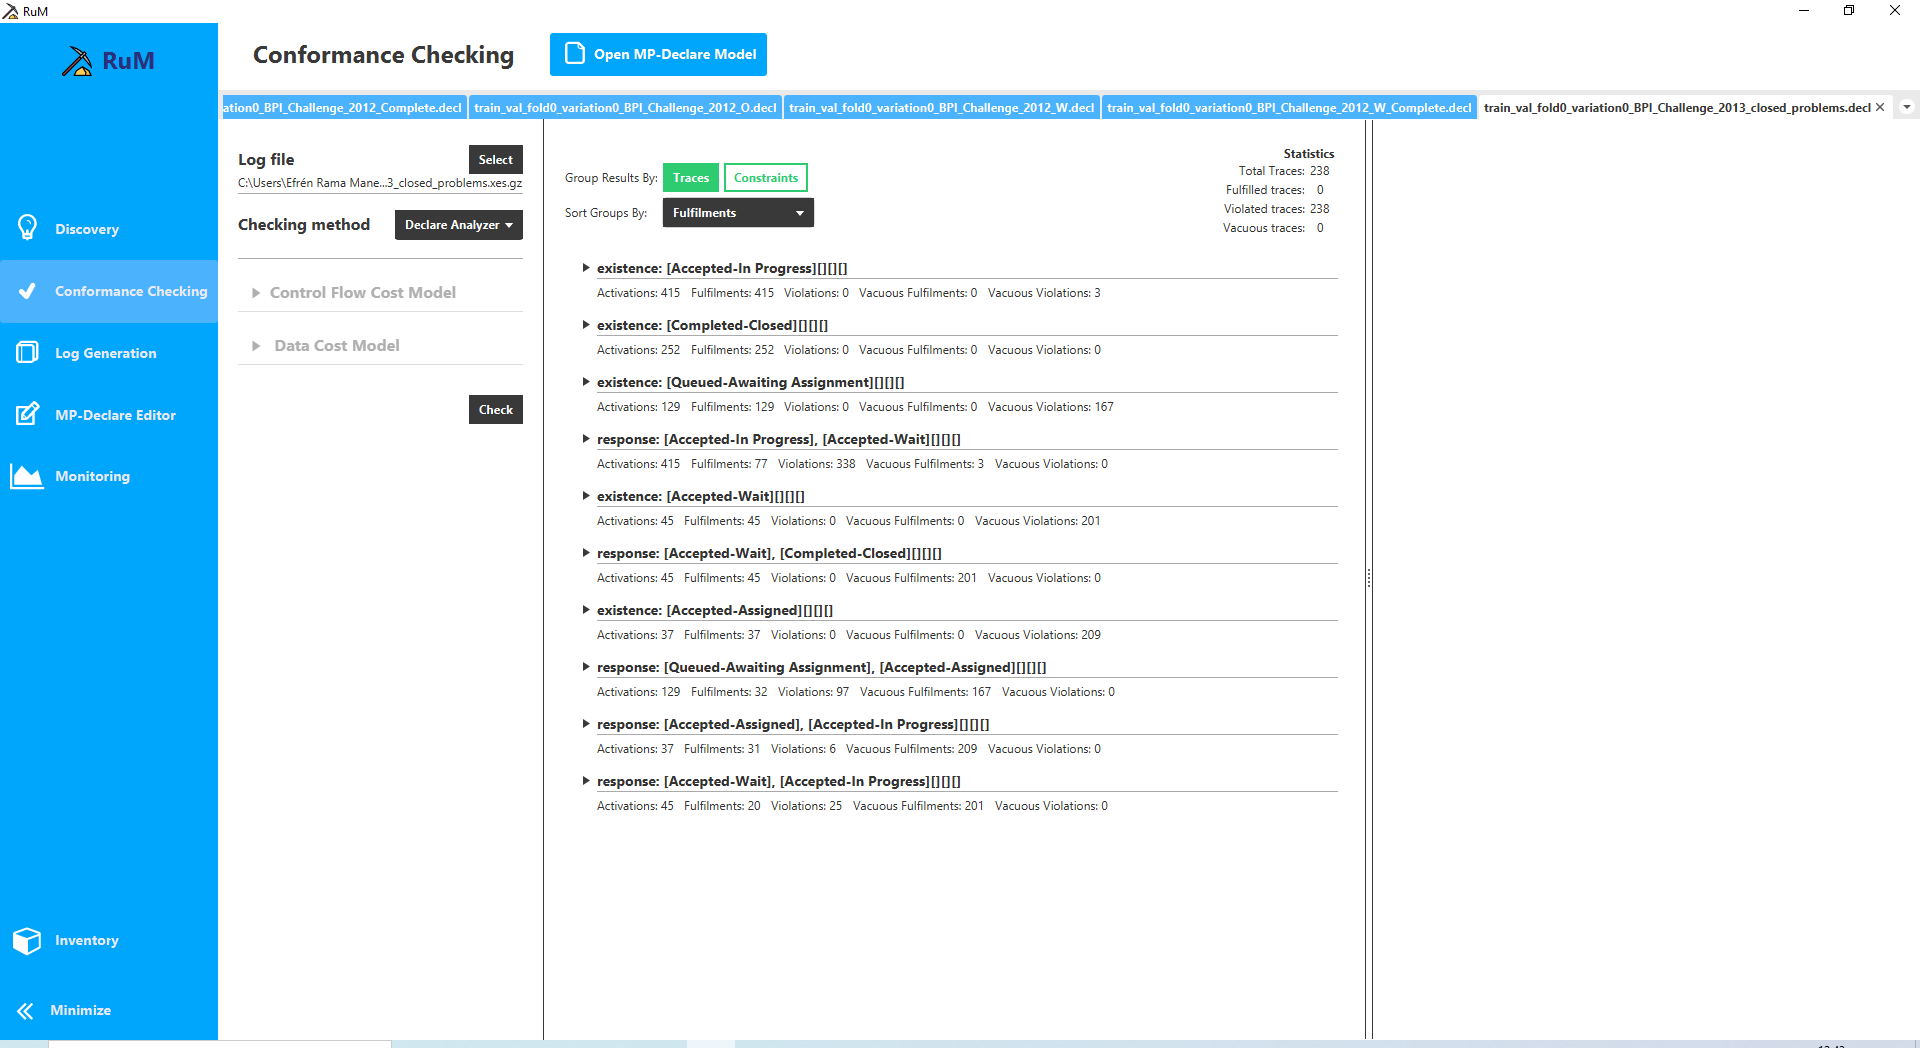 RuM
RuM
Conformance Checking
Open MP-Declare Model
ation0_BPI_Challenge_2012_Complete.decl
train_val_fold0_variation0_BPI_Challenge_2012_O.decl
train_val_fold0_variation0_BPI_Challenge_2012_W.decl
train_val_fold0_variation0_BPI_Challenge_2012_W_Complete.decl
train_val_fold0_variation0_BPI_Challenge_2013_closed_problems.decl
Discovery
Conformance Checking
Log Generation
MP-Declare Editor
Monitoring
Inventory
Minimize
Log file
Select
C:\Users\Efrén Rama Mane...3_closed_problems.xes.gz
Checking method
Declare Analyzer
Control Flow Cost Model
Data Cost Model
Check
Group Results By: Traces Constraints
Sort Groups By: Fulfilments
Statistics
Total Traces: 238
Fulfilled traces: 0
Violated traces: 238
Vacuous traces: 0
existence: [Accepted-In Progress][][][]
Activations: 415 Fulfilments: 415 Violations: 0 Vacuous Fulfilments: 0 Vacuous Violations: 3
existence: [Completed-Closed][][][]
Activations: 252 Fulfilments: 252 Violations: 0 Vacuous Fulfilments: 0 Vacuous Violations: 0
existence: [Queued-Awaiting Assignment][][][]
Activations: 129 Fulfilments: 129 Violations: 0 Vacuous Fulfilments: 0 Vacuous Violations: 167
response: [Accepted-In Progress], [Accepted-Wait][][][]
Activations: 415 Fulfilments: 77 Violations: 338 Vacuous Fulfilments: 3 Vacuous Violations: 0
existence: [Accepted-Wait][][][]
Activations: 45 Fulfilments: 45 Violations: 0 Vacuous Fulfilments: 0 Vacuous Violations: 201
response: [Accepted-Wait], [Completed-Closed][][][]
Activations: 45 Fulfilments: 45 Violations: 0 Vacuous Fulfilments: 201 Vacuous Violations: 0
existence: [Accepted-Assigned][][][]
Activations: 37 Fulfilments: 37 Violations: 0 Vacuous Fulfilments: 0 Vacuous Violations: 209
response: [Queued-Awaiting Assignment], [Accepted-Assigned][][][]
Activations: 129 Fulfilments: 32 Violations: 97 Vacuous Fulfilments: 167 Vacuous Violations: 0
response: [Accepted-Assigned], [Accepted-In Progress][][][]
Activations: 37 Fulfilments: 31 Violations: 6 Vacuous Fulfilments: 209 Vacuous Violations: 0
response: [Accepted-Wait], [Accepted-In Progress][][][]
Activations: 45 Fulfilments: 20 Violations: 25 Vacuous Fulfilments: 201 Vacuous Violations: 0